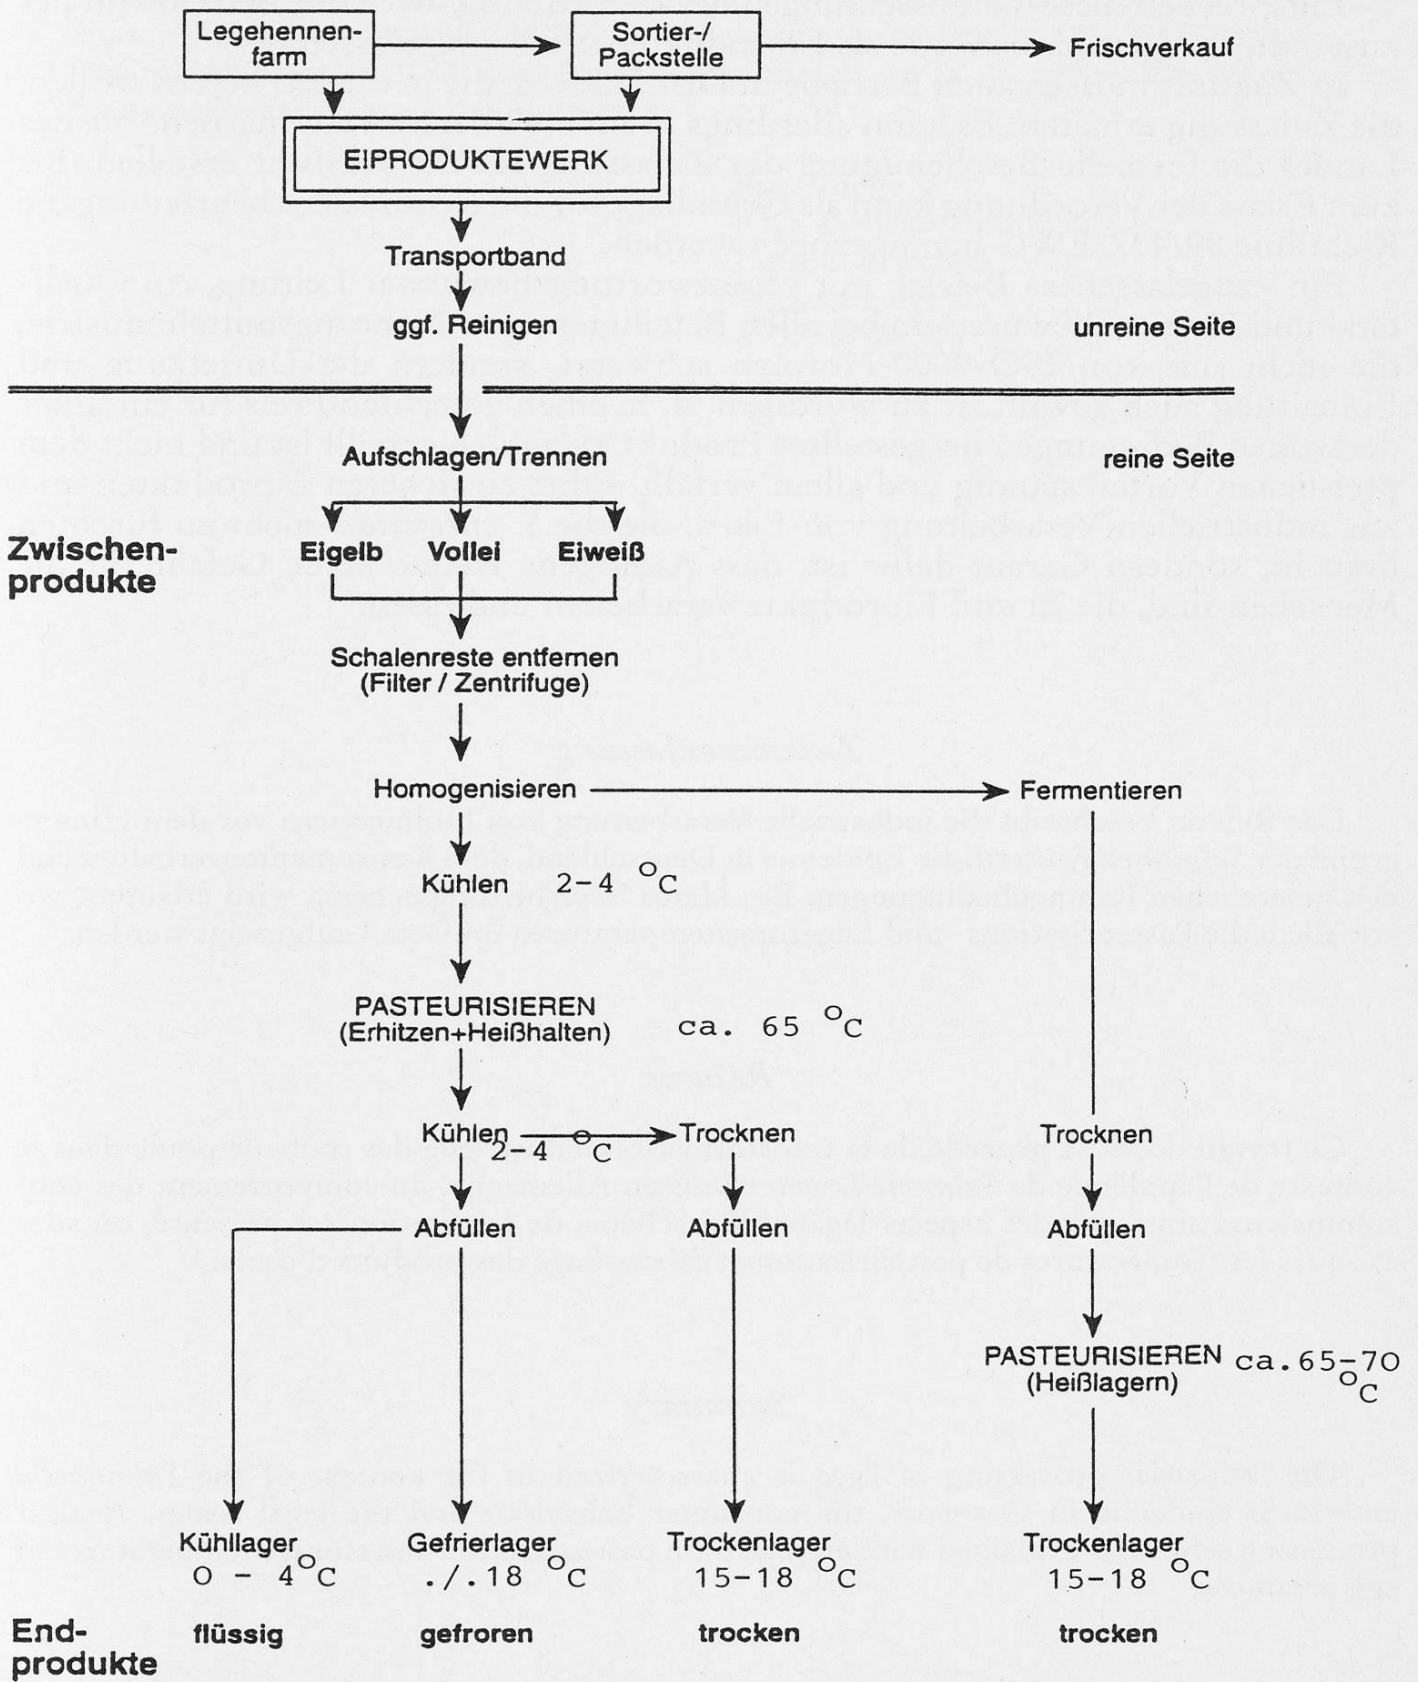 Legehennen-
farm
Sortier-/
Packstelle
Frischverkauf
EIPRODUKTEWERK
Transportband
ggf. Reinigen
unreine Seite
Aufschlagen/Trennen
reine Seite
Zwischen-
produkte
Eigelb Vollei Eiweiß
Schalenreste entfernen
(Filter / Zentrifuge)
Homogenisieren Fermentieren
Kühlen 2-4 °C
PASTEURISIEREN
(Erhitzen+Heißhalten)
ca. 65 °C
Kühlen Trocknen Trocknen
2-4 °C
Abfüllen Abfüllen Abfüllen
PASTEURISIEREN ca.65-70
(Heißlagern) °C
Kühllager Gefrierlager Trockenlager Trockenlager
0 - 4°C ./.18 °C 15-18 °C 15-18 °C
End-
produkte
flüssig gefroren trocken trocken